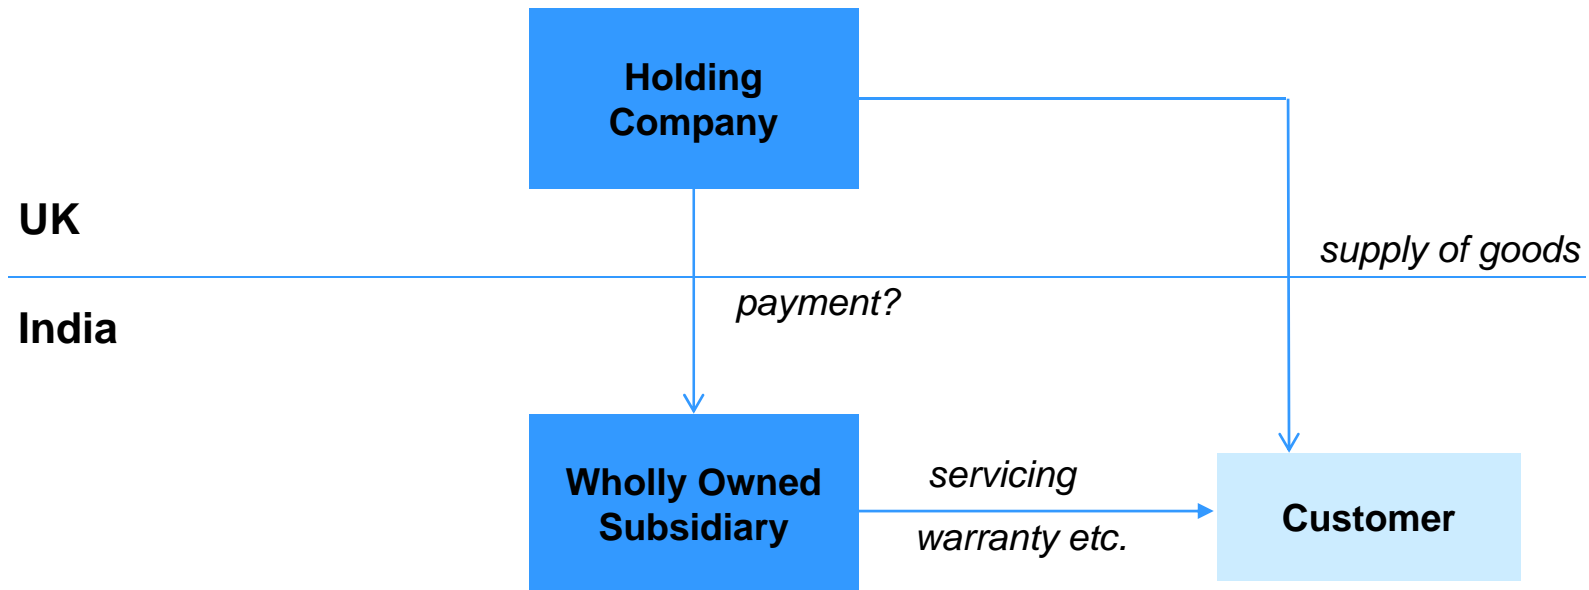 Holding
Company
UK
supply of goods
payment?
India
Wholly Owned
Subsidiary
servicing
warranty etc.
Customer